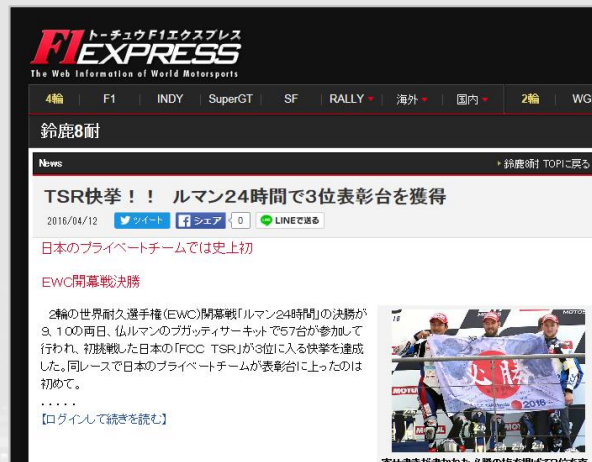 トーチュウF1エクスプレス
F1 EXPRESS
The Web Information of World Motorsports
4輪 F1 INDY SuperGT SF RALLY 海外 国内 2輪 WG
鈴鹿8耐
News 鈴鹿8耐 TOPに戻る
TSR快挙!! ルマン24時間で3位表彰台を獲得
2016/04/12 ツイート シェア 0 LINEで送る
日本のプライベートチームでは史上初
EWC開幕戦決勝
2輪の世界耐久選手権(EWC)開幕戦「ルマン24時間」の決勝が
9、10の両日、仏ルマンのブガッティサーキットで57台が参加して
行われ、初挑戦した日本の「FCC TSR」が3位に入る快挙を達成
した。同レースで日本のプライベートチームが表彰台に上ったのは
初めて。
・・・・・
【ログインして続きを読む】
必勝
2016